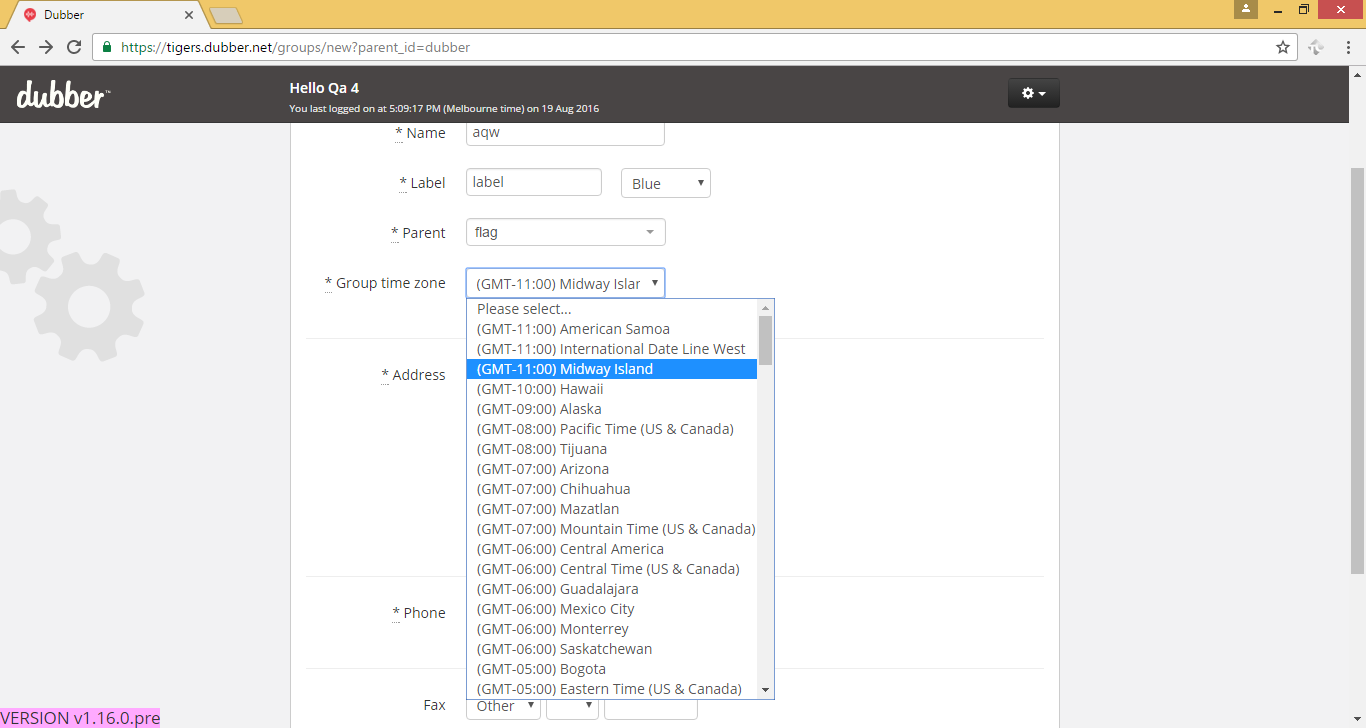 Dubber
https://tigers.dubber.net/groups/new?parent_id=dubber
dubber™
Hello Qa 4
You last logged on at 5:09:17 PM (Melbourne time) on 19 Aug 2016
* Name aqw
* Label label Blue
* Parent flag
* Group time zone (GMT-11:00) Midway Islar
Please select...
(GMT-11:00) American Samoa
(GMT-11:00) International Date Line West
(GMT-11:00) Midway Island
* Address
(GMT-10:00) Hawaii
(GMT-09:00) Alaska
(GMT-08:00) Pacific Time (US & Canada)
(GMT-08:00) Tijuana
(GMT-07:00) Arizona
(GMT-07:00) Chihuahua
(GMT-07:00) Mazatlan
(GMT-07:00) Mountain Time (US & Canada)
(GMT-06:00) Central America
(GMT-06:00) Central Time (US & Canada)
(GMT-06:00) Guadalajara
* Phone (GMT-06:00) Mexico City
(GMT-06:00) Monterrey
(GMT-06:00) Saskatchewan
(GMT-05:00) Bogota
(GMT-05:00) Eastern Time (US & Canada)
Fax Other
VERSION v1.16.0.pre